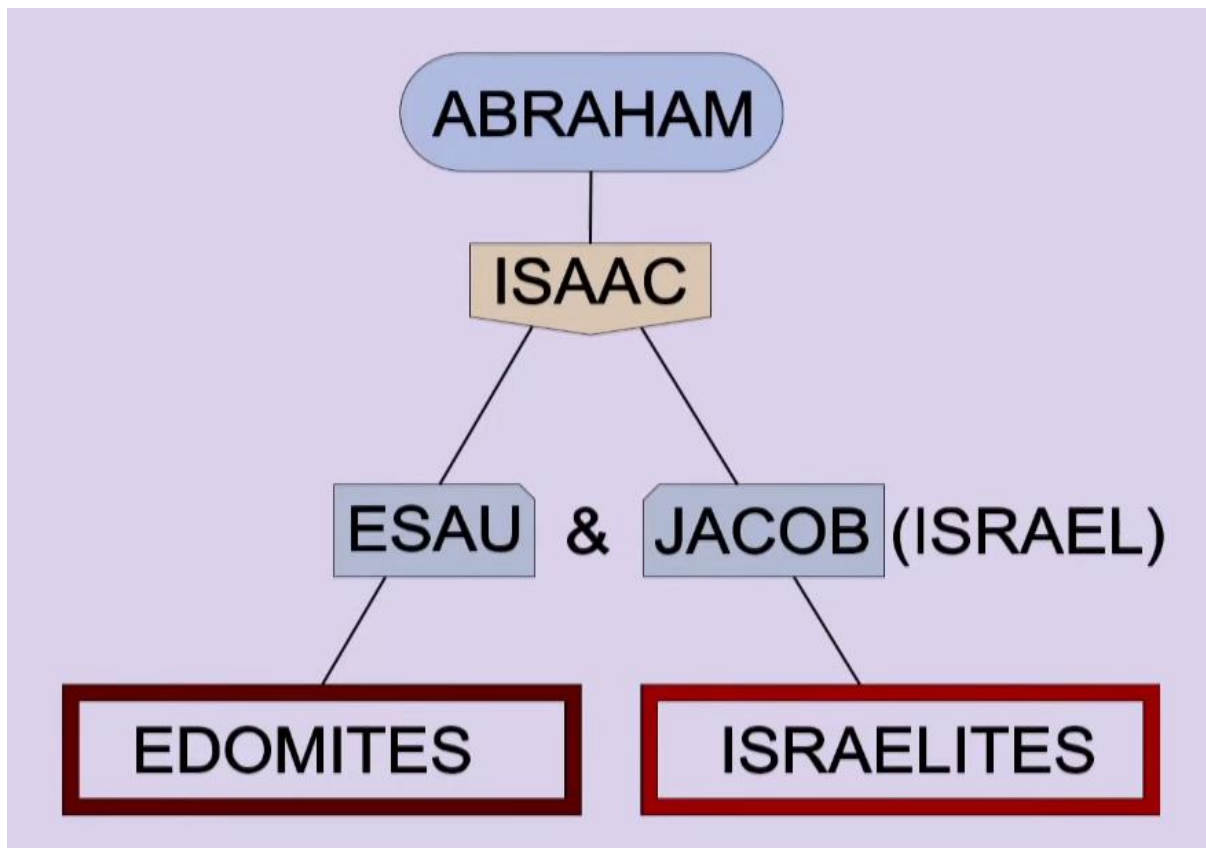 ABRAHAM
ISAAC
ESAU & JACOB (ISRAEL)
EDOMITES
ISRAELITES